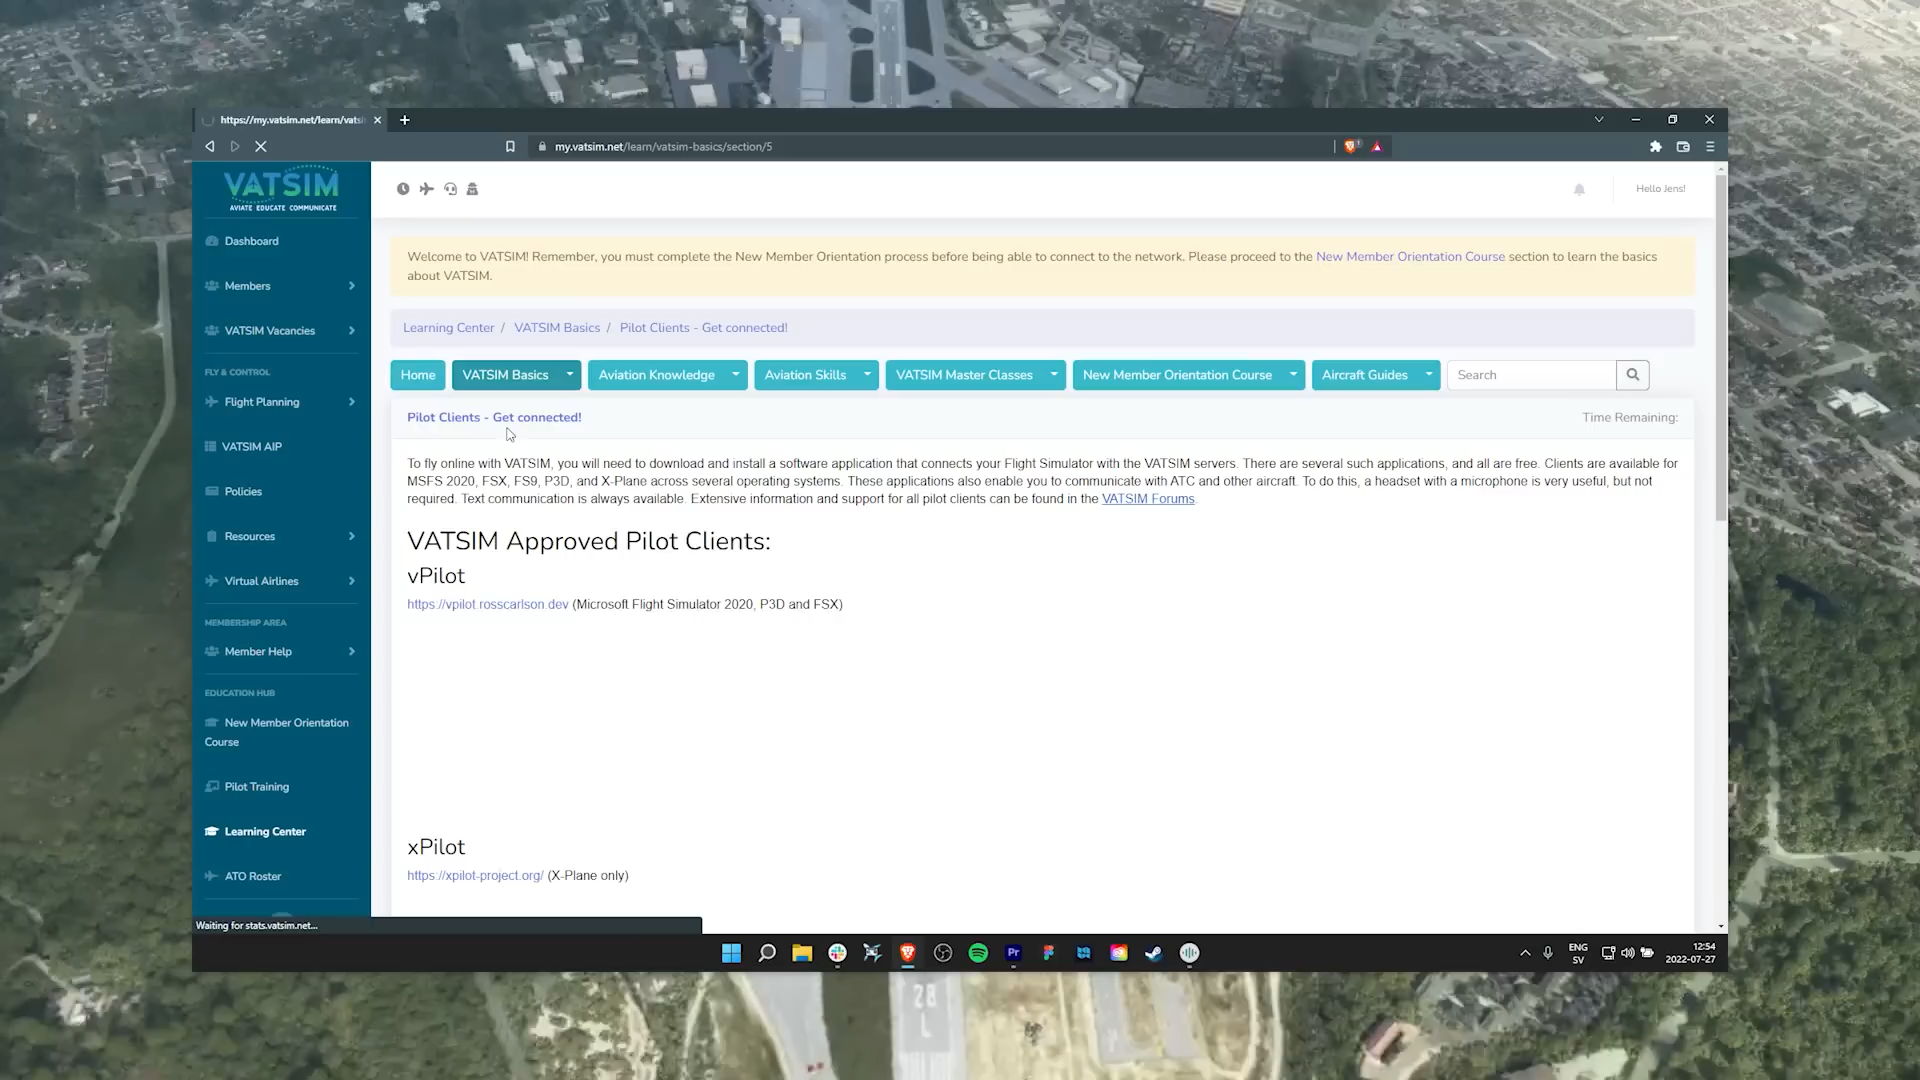 https://my.vatsim.net/learn/vatsi
my.vatsim.net/learn/vatsim-basics/section/5
VATSIM
AVIATE EDUCATE COMMUNICATE
Hello Jens!
Dashboard
Members
VATSIM Vacancies
FLY & CONTROL
Flight Planning
VATSIM AIP
Policies
Resources
Virtual Airlines
MEMBERSHIP AREA
Member Help
EDUCATION HUB
New Member Orientation
Course
Pilot Training
Learning Center
ATO Roster
Welcome to VATSIM! Remember, you must complete the New Member Orientation process before being able to connect to the network. Please proceed to the New Member Orientation Course section to learn the basics
about VATSIM.
Learning Center / VATSIM Basics / Pilot Clients - Get connected!
Home VATSIM Basics Aviation Knowledge Aviation Skills VATSIM Master Classes New Member Orientation Course Aircraft Guides Search
Pilot Clients - Get connected! Time Remaining:
To fly online with VATSIM, you will need to download and install a software application that connects your Flight Simulator with the VATSIM servers. There are several such applications, and all are free. Clients are available for
MSFS 2020, FSX, FS9, P3D, and X-Plane across several operating systems. These applications also enable you to communicate with ATC and other aircraft. To do this, a headset with a microphone is very useful, but not
required. Text communication is always available. Extensive information and support for all pilot clients can be found in the VATSIM Forums.
VATSIM Approved Pilot Clients:
vPilot
https://vpilot.rosscarlson.dev (Microsoft Flight Simulator 2020, P3D and FSX)
xPilot
https://xpilot-project.org/ (X-Plane only)
Waiting for stats.vatsim.net...
Pr
ENG
SV
12:54
2022-07-27
28
L